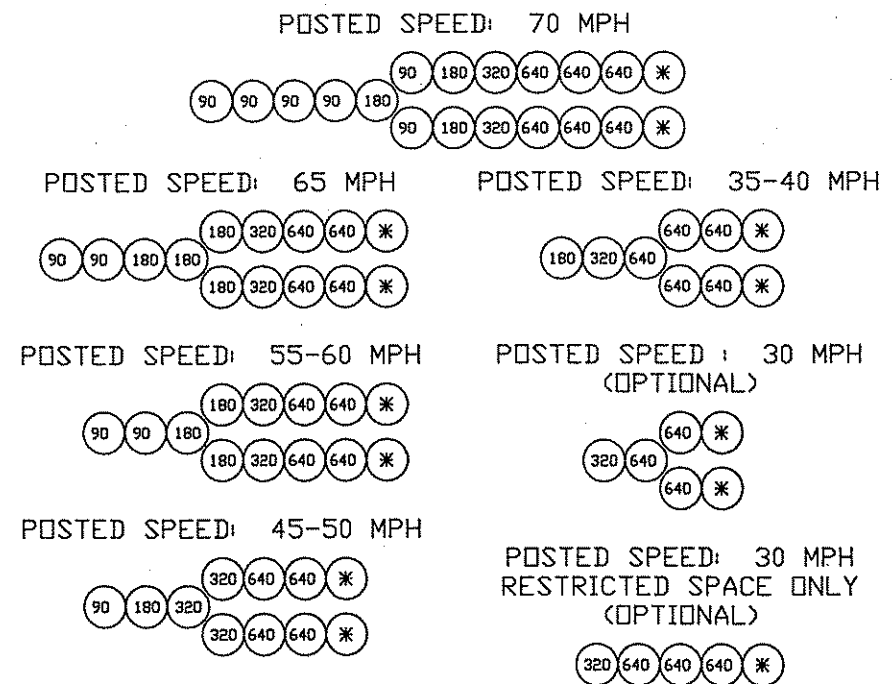 POSTED SPEED: 70 MPH
90 180 320 640 640 640 *
90 90 90 90 180
90 180 320 640 640 640 *
POSTED SPEED: 65 MPH
180 320 640 640 *
90 90 180 180
180 320 640 640 *
POSTED SPEED: 35-40 MPH
640 640 *
180 320 640
640 640 *
POSTED SPEED: 55-60 MPH
180 320 640 640 *
90 90 180
180 320 640 640 *
POSTED SPEED : 30 MPH
(OPTIONAL)
640 *
320 640
640 *
POSTED SPEED: 45-50 MPH
320 640 640 *
90 180 320
320 640 640 *
POSTED SPEED: 30 MPH
RESTRICTED SPACE ONLY
(OPTIONAL)
320 640 640 640 *